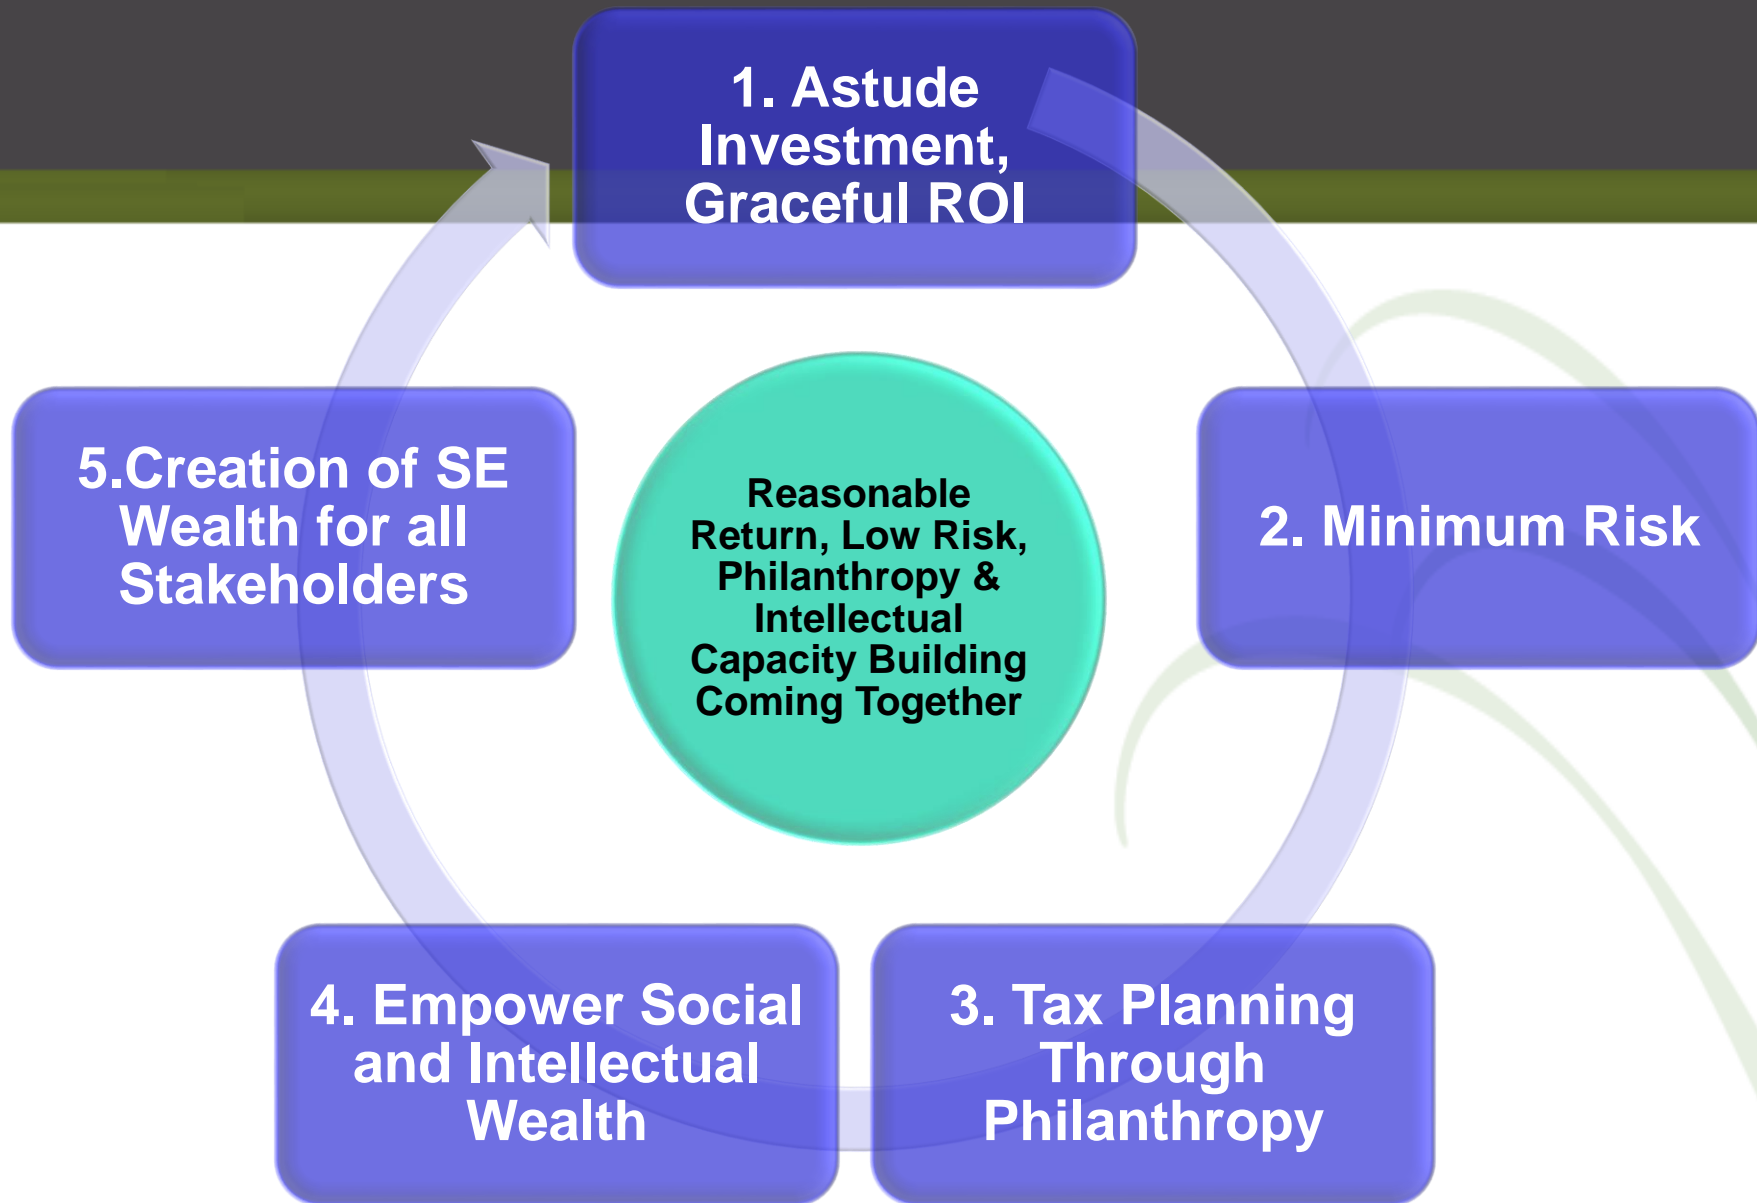 1. Astude
Investment,
Graceful ROI
2. Minimum Risk
3. Tax Planning
Through
Philanthropy
4. Empower Social
and Intellectual
Wealth
5.Creation of SE
Wealth for all
Stakeholders
Reasonable
Return, Low Risk,
Philanthropy &
Intellectual
Capacity Building
Coming Together